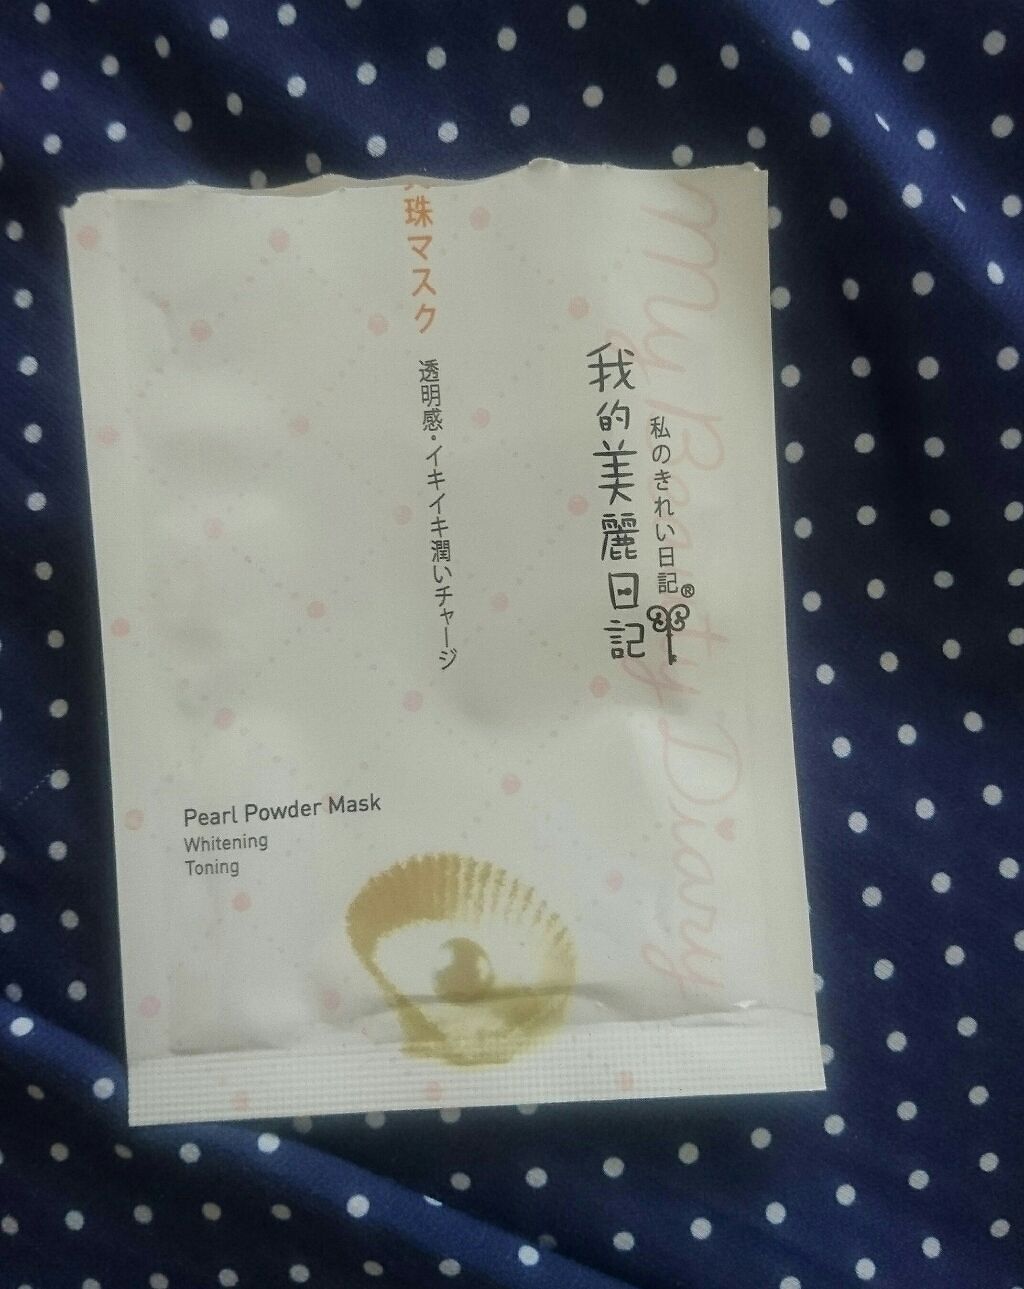 My Beauty Diary
私のきれい日記®
我的美麗日記
珠マスク
透明感・イキイキ潤いチャージ
Pearl Powder Mask
Whitening
Toning